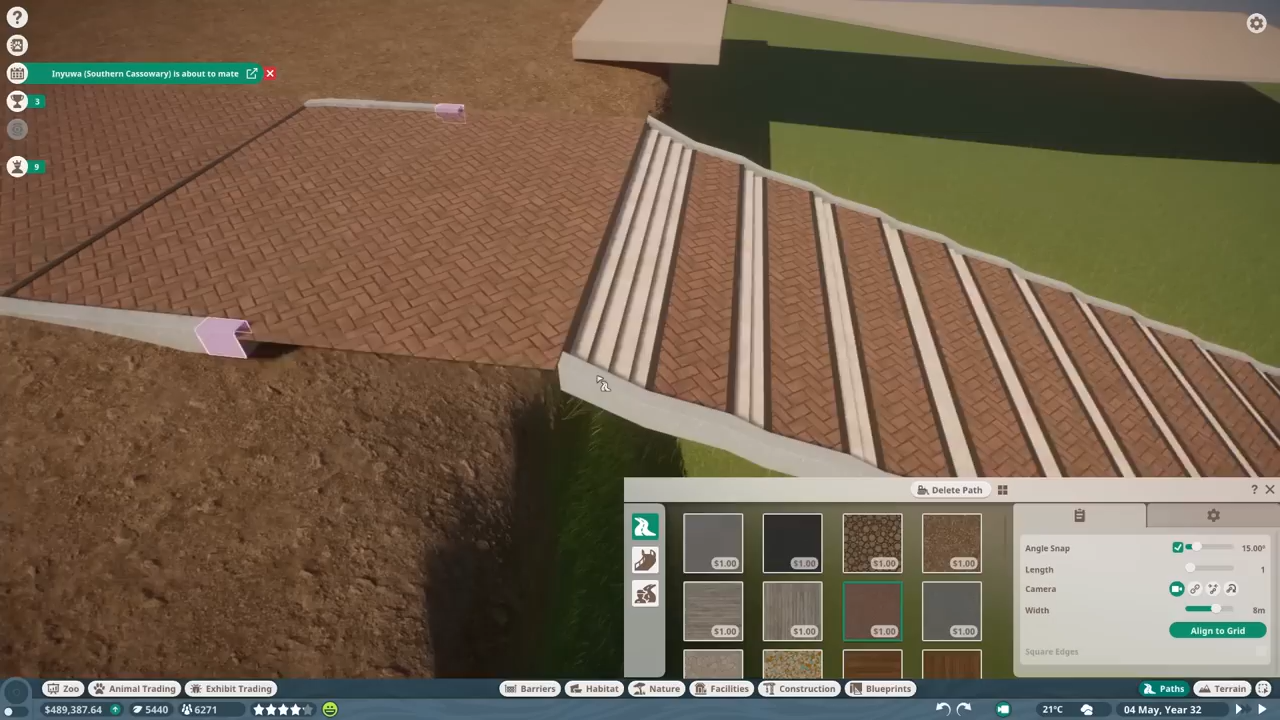 ?
Inyuwa (Southern Cassowary) is about to mate
3
9
Delete Path
?
$1.00 $1.00 $1.00 $1.00
$1.00 $1.00 $1.00 $1.00
Angle Snap 15.00°
Length 1
Camera
Width 8m
Align to Grid
Square Edges
Zoo Animal Trading Exhibit Trading Barriers Habitat Nature Facilities Construction Blueprints Paths Terrain
$489,387.64 5440 6271 21°C 04 May, Year 32